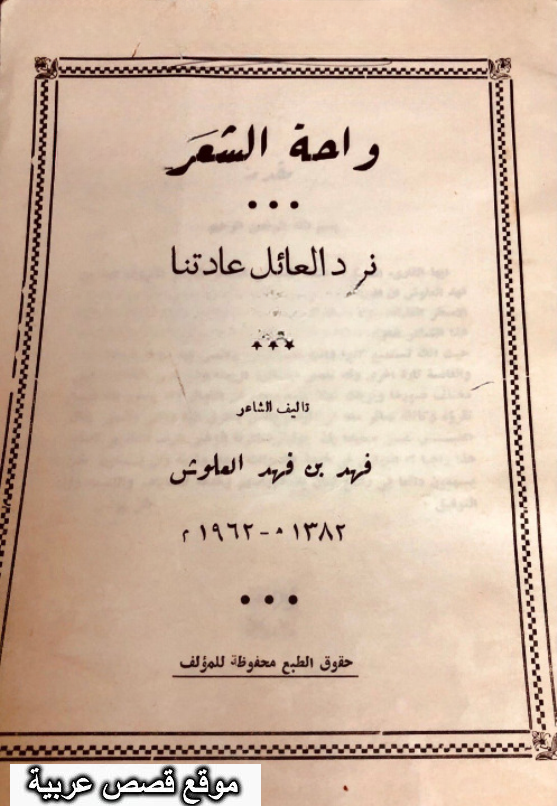 واحة الشعر
نرد العائل عادتنا
تاليف الشاعر
فهد بن فهد العلوش
١٣٨٢ ه - ١٩٦٢ م
حقوق الطبع محفوظة للمؤلف
موقع قصص عربية